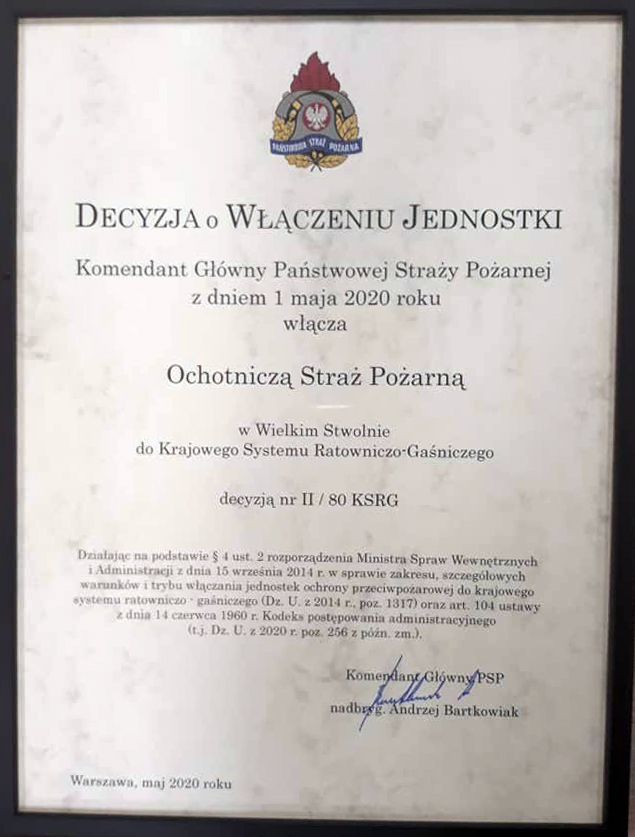 PAŃSTWOWA STRAŻ POŻARNA
DECYZJA o WŁĄCZENIU JEDNOSTKI
Komendant Główny Państwowej Straży Pożarnej
z dniem 1 maja 2020 roku
włącza
Ochotniczą Straż Pożarną
w Wielkim Stwolnie
do Krajowego Systemu Ratowniczo-Gaśniczego
decyzją nr II / 80 KSRG
Działając na podstawie § 4 ust. 2 rozporządzenia Ministra Spraw Wewnętrznych
i Administracji z dnia 15 września 2014 r. w sprawie zakresu, szczegółowych
warunków i trybu włączania jednostek ochrony przeciwpożarowej do krajowego
systemu ratowniczo - gaśniczego (Dz. U. z 2014 r., poz. 1317) oraz art. 104 ustawy
z dnia 14 czerwca 1960 r. Kodeks postępowania administracyjnego
(t.j. Dz. U. z 2020 r. poz. 256 z późn. zm.).
Komendant Główny PSP
nadbryg. Andrzej Bartkowiak
Warszawa, maj 2020 roku